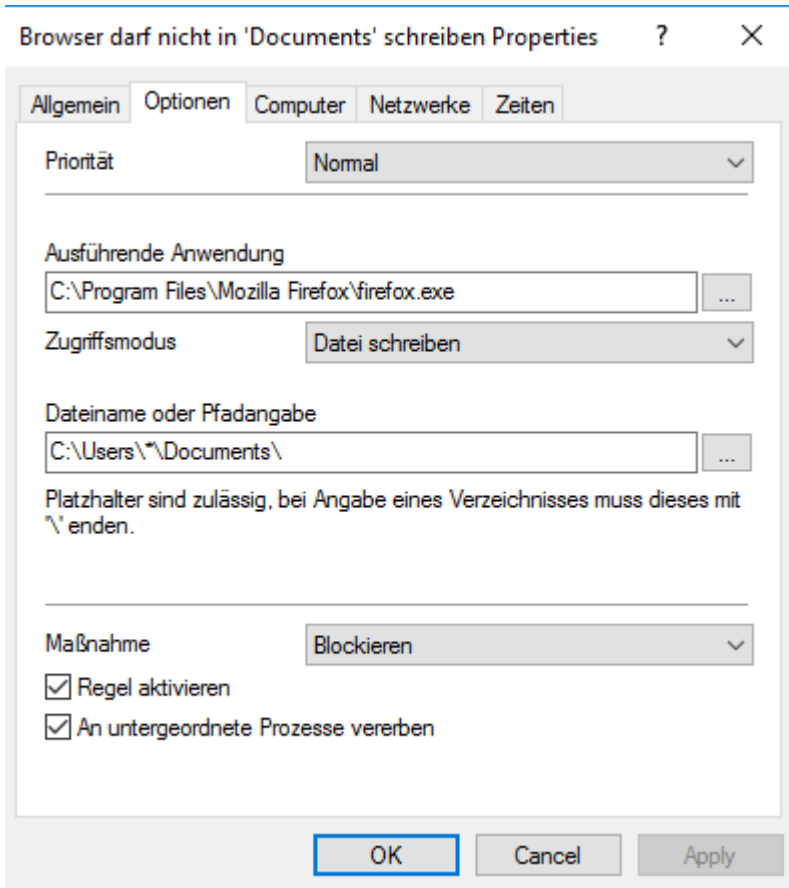 Browser darf nicht in 'Documents' schreiben Properties ? ✕
Allgemein Optionen Computer Netzwerke Zeiten
Priorität Normal
Ausführende Anwendung
C:\Program Files\Mozilla Firefox\firefox.exe ...
Zugriffsmodus Datei schreiben
Dateiname oder Pfadangabe
C:\Users\*\Documents\ ...
Platzhalter sind zulässig, bei Angabe eines Verzeichnisses muss dieses mit
'\' enden.
Maßnahme Blockieren
Regel aktivieren
An untergeordnete Prozesse vererben
OK Cancel Apply